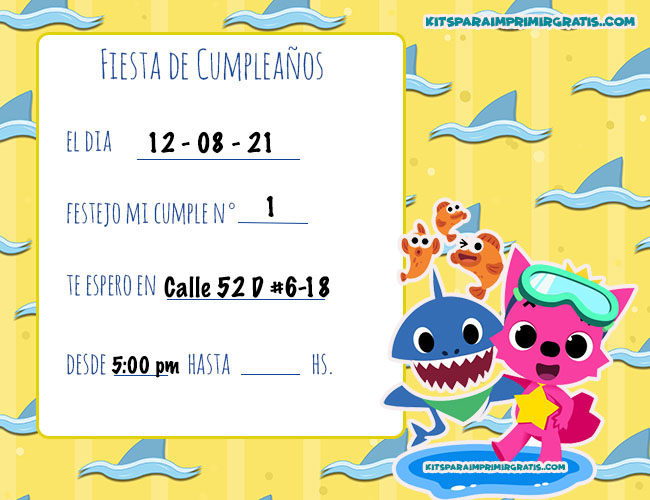 KITSPARAIMPRIMIRGRATIS..COM
FIESTA DE CUMPLEAÑOS
EL DIA 12 - 08 - 21
FESTEJO MI CUMPLE N° 1
TE ESPERO EN Calle 52 D #6-18
DESDE 5:00 pm HASTA ______ HS.
KITSPARAIMPRIMIRGRATIS..COM